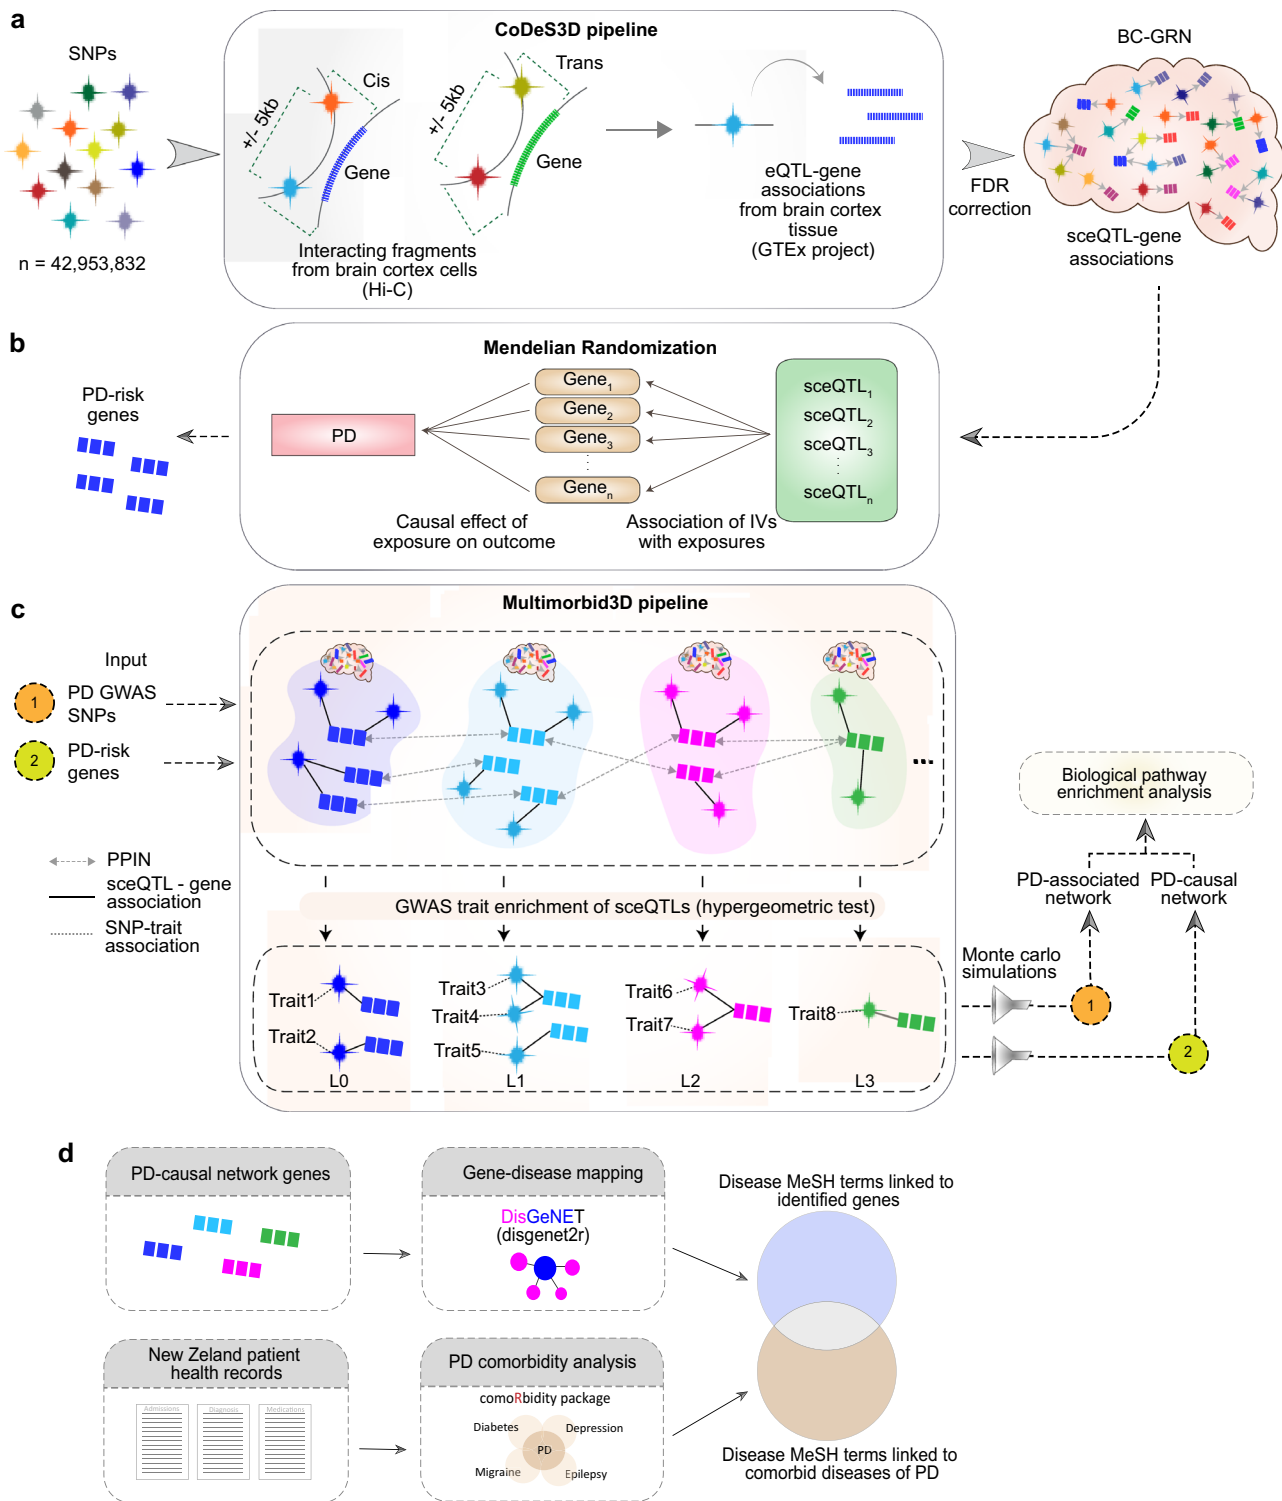 a
CoDeS3D pipeline
SNPs
n = 42,953,832
+/- 5kb
Cis
Gene
+/- 5kb
Trans
Gene
Interacting fragments
from brain cortex cells
(Hi-C)
eQTL-gene
associations
from brain cortex
tissue
(GTEx project)
FDR
correction
BC-GRN
sceQTL-gene
associations
b
Mendelian Randomization
PD-risk
genes
PD
Gene1
Gene2
Gene3
Genen
sceQTL1
sceQTL2
sceQTL3
sceQTLn
Causal effect of
exposure on outcome
Association of IVs
with exposures
c
Multimorbid3D pipeline
Input
1
PD GWAS
SNPs
2
PD-risk
genes
...
PPIN
sceQTL - gene
association
SNP-trait
association
GWAS trait enrichment of sceQTLs (hypergeometric test)
Trait1
Trait2
L0
Trait3
Trait4
Trait5
L1
Trait6
Trait7
L2
Trait8
L3
Monte carlo
simulations
1
2
PD-associated
network
PD-causal
network
Biological pathway
enrichment analysis
d
PD-causal network genes
Gene-disease mapping
DisGeNET
(disgenet2r)
Disease MeSH terms linked to
identified genes
New Zeland patient
health records
Admissions
Diagnosis
Medications
PD comorbidity analysis
comoRbidity package
Diabetes
Depression
PD
Migraine
Epilepsy
Disease MeSH terms linked to
comorbid diseases of PD